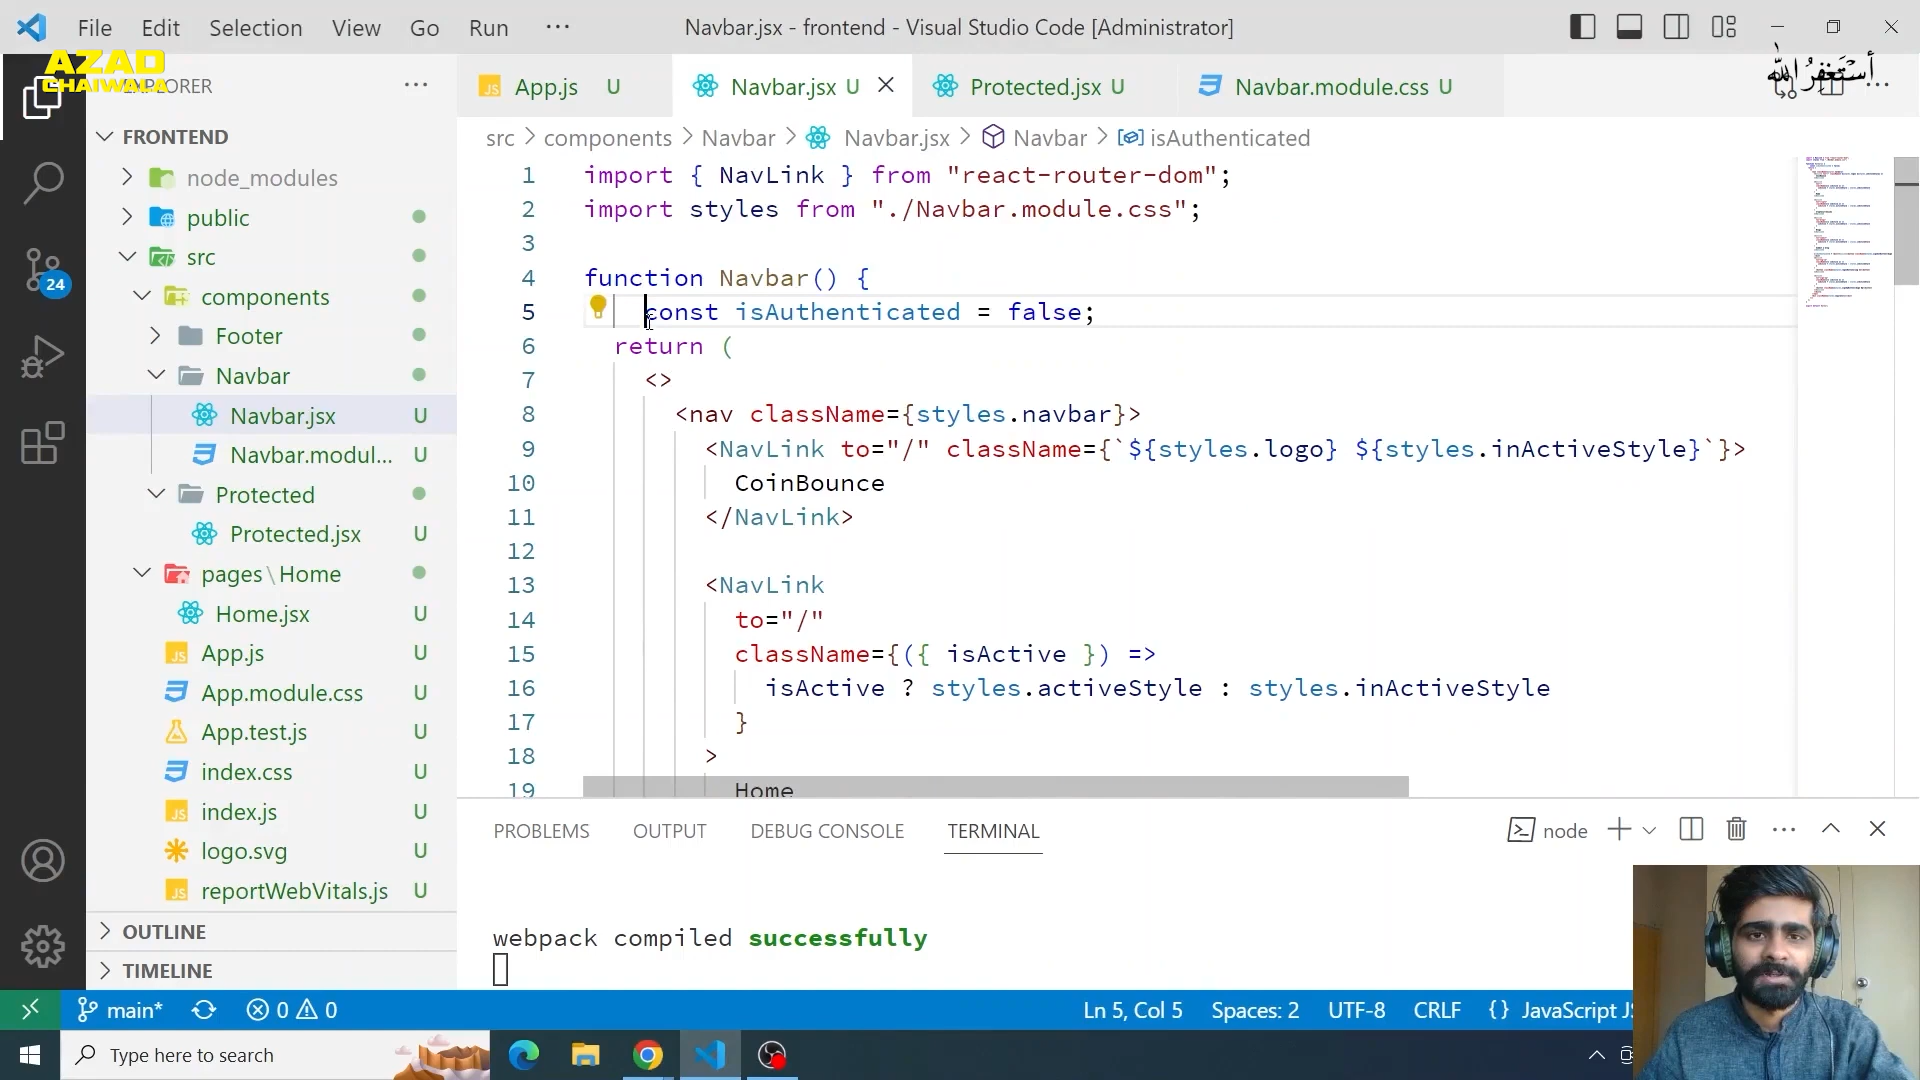 File Edit Selection View Go Run ··· Navbar.jsx - frontend - Visual Studio Code [Administrator]
AZAD
CHAIWALA
EXPLORER ···
App.js U Navbar.jsx U Protected.jsx U Navbar.module.css U
أستغفر الله
src > components > Navbar > Navbar.jsx > Navbar > isAuthenticated
FRONTEND
node_modules
public
src
components
Footer
Navbar
Navbar.jsx U
Navbar.modul... U
Protected
Protected.jsx U
pages\Home
Home.jsx U
App.js U
App.module.css U
App.test.js U
index.css U
index.js U
logo.svg U
reportWebVitals.js U
OUTLINE
TIMELINE
24
1 import { NavLink } from "react-router-dom";
2 import styles from "./Navbar.module.css";
3
4 function Navbar() {
5 const isAuthenticated = false;
6 return (
7 <>
8 <nav className={styles.navbar}>
9 <NavLink to="/" className={`${styles.logo} ${styles.inActiveStyle}`}>
10 CoinBounce
11 </NavLink>
12
13 <NavLink
14 to="/"
15 className={({ isActive }) =>
16 isActive ? styles.activeStyle : styles.inActiveStyle
17 }
18 >
19 Home
PROBLEMS OUTPUT DEBUG CONSOLE TERMINAL node
webpack compiled successfully
main* 0 0 Ln 5, Col 5 Spaces: 2 UTF-8 CRLF {} JavaScript
Type here to search